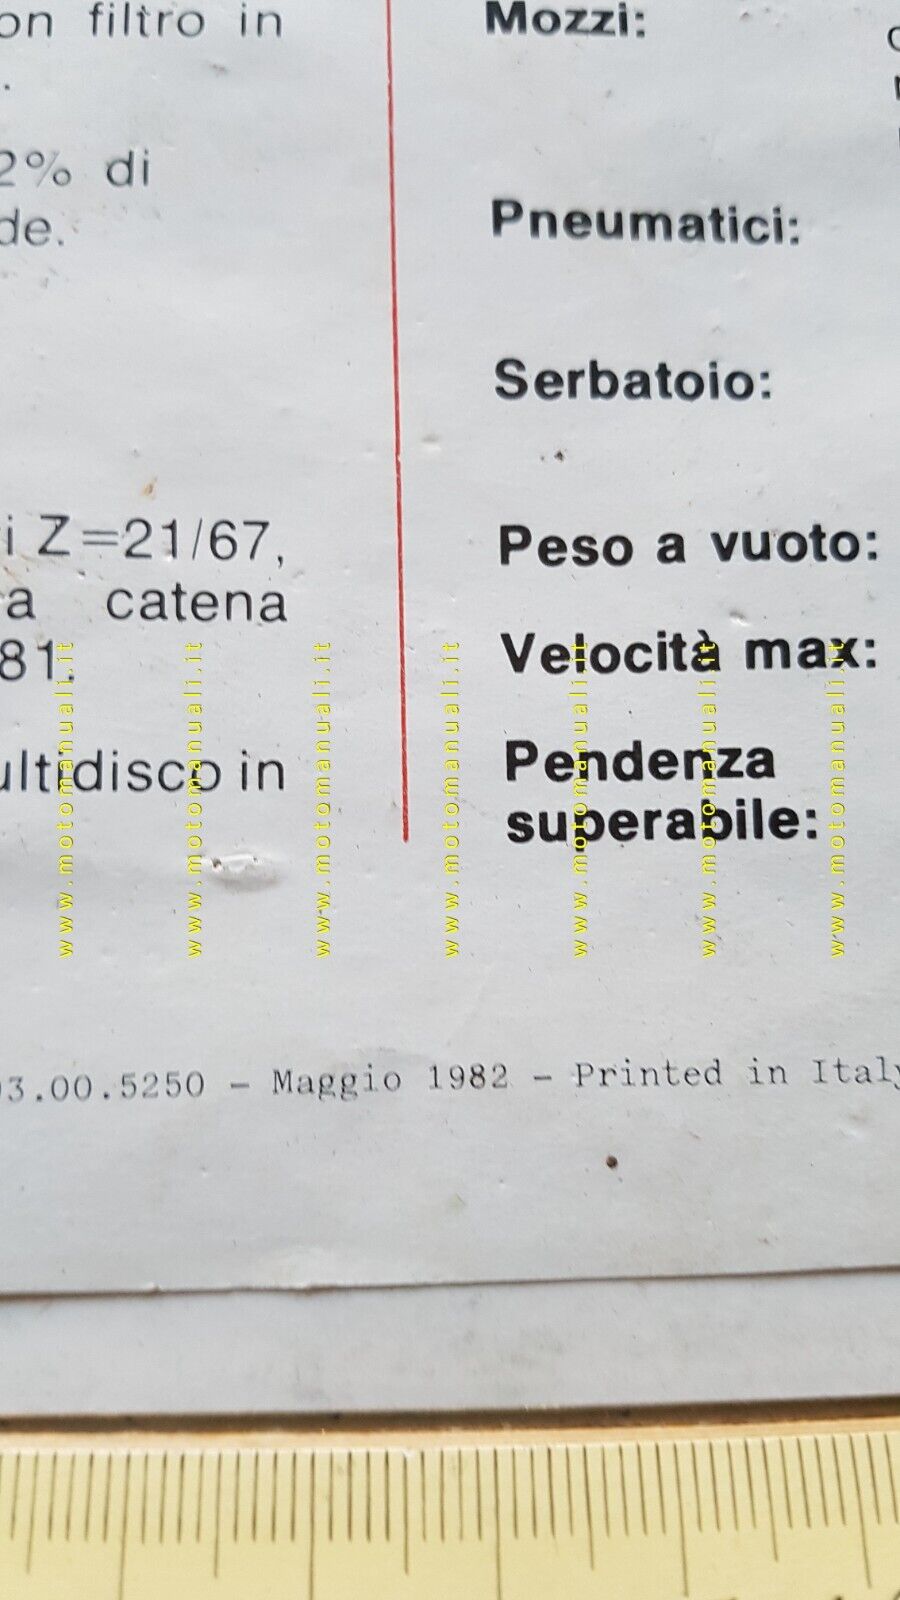 on filtro in
.
2% di
de.
i Z=21/67,
a catena
81.
ultidisco in
Mozzi:
Pneumatici:
Serbatoio:
Peso a vuoto:
Velocità max:
Pendenza
superabile:
www.motomanuali.it
www.motomanuali.it
www.motomanuali.it
www.motomanuali.it
www.motomanuali.it
www.motomanuali.it
www.motomanuali.it
03.00.5250 – Maggio 1982 – Printed in Italy